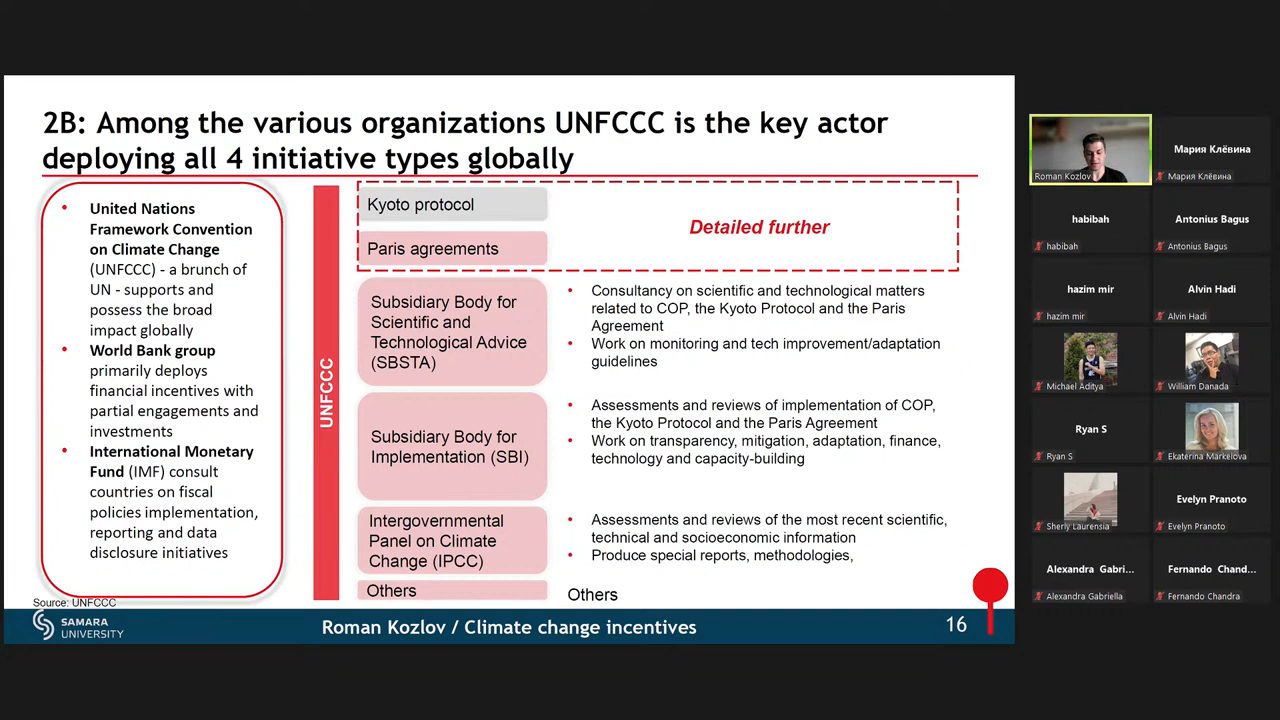 2B: Among the various organizations UNFCCC is the key actor
deploying all 4 initiative types globally
• United Nations
Framework Convention
on Climate Change
(UNFCCC) - a brunch of
UN - supports and
possess the broad
impact globally
• World Bank group
primarily deploys
financial incentives with
partial engagements and
investments
• International Monetary
Fund (IMF) consult
countries on fiscal
policies implementation,
reporting and data
disclosure initiatives
Source: UNFCCC
UNFCCC
Kyoto protocol
Paris agreements
Detailed further
Subsidiary Body for
Scientific and
Technological Advice
(SBSTA)
• Consultancy on scientific and technological matters
related to COP, the Kyoto Protocol and the Paris
Agreement
• Work on monitoring and tech improvement/adaptation
guidelines
Subsidiary Body for
Implementation (SBI)
• Assessments and reviews of implementation of COP,
the Kyoto Protocol and the Paris Agreement
• Work on transparency, mitigation, adaptation, finance,
technology and capacity-building
Intergovernmental
Panel on Climate
Change (IPCC)
• Assessments and reviews of the most recent scientific,
technical and socioeconomic information
• Produce special reports, methodologies,
Others
Others
SAMARA
UNIVERSITY
Roman Kozlov / Climate change incentives
16
Roman Kozlov
Мария Клёвина
Мария Клёвина
habibah
habibah
Antonius Bagus
Antonius Bagus
hazim mir
hazim mir
Alvin Hadi
Alvin Hadi
Michael Aditya
William Danada
Ryan S
Ryan S
Ekaterina Markelova
Sherly Laurensia
Evelyn Pranoto
Evelyn Pranoto
Alexandra Gabri...
Alexandra Gabriella
Fernando Chand...
Fernando Chandra